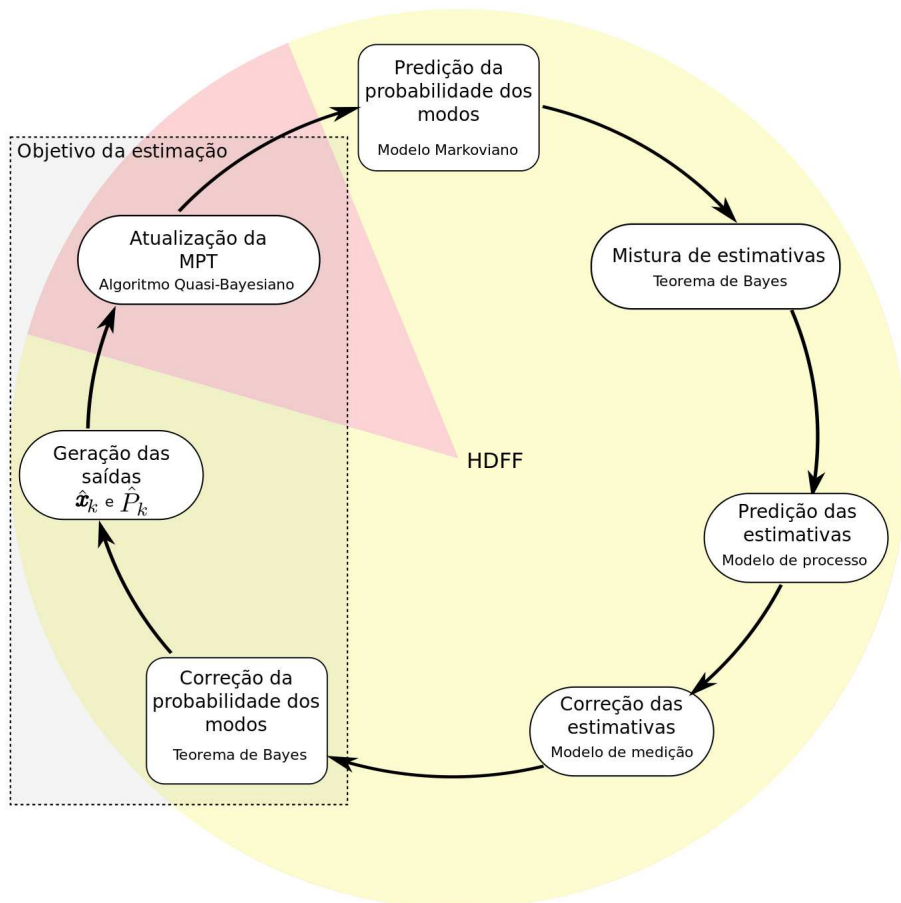 Predição da
probabilidade dos
modos
Modelo Markoviano
Objetivo da estimação
Atualização da
MPT
Algoritmo Quasi-Bayesiano
Mistura de estimativas
Teorema de Bayes
HDFF
Geração das
saídas
x̂ₖ e P̂ₖ
Predição das
estimativas
Modelo de processo
Correção da
probabilidade dos
modos
Teorema de Bayes
Correção das
estimativas
Modelo de medição